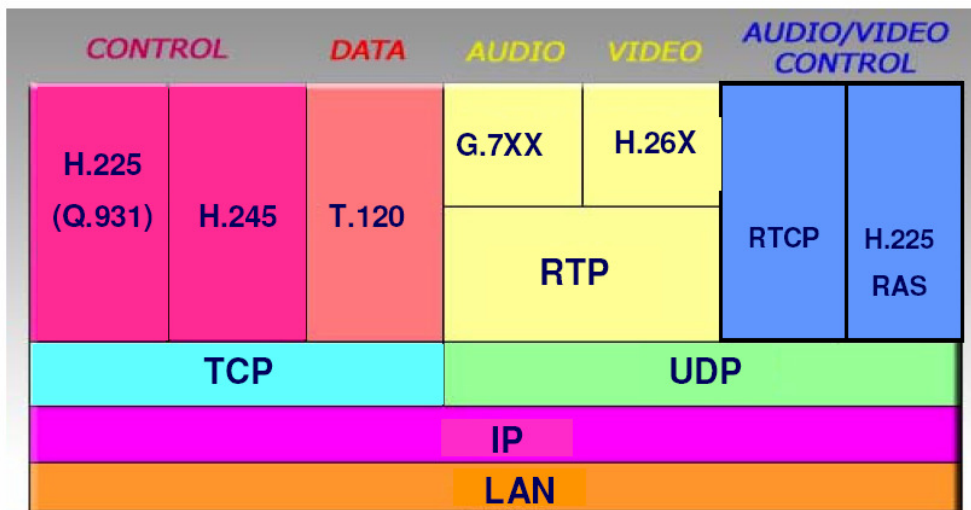 CONTROL
DATA
AUDIO
VIDEO
AUDIO/VIDEO
CONTROL
H.225
(Q.931)
H.245
T.120
G.7XX
H.26X
RTP
RTCP
H.225
RAS
TCP
UDP
IP
LAN